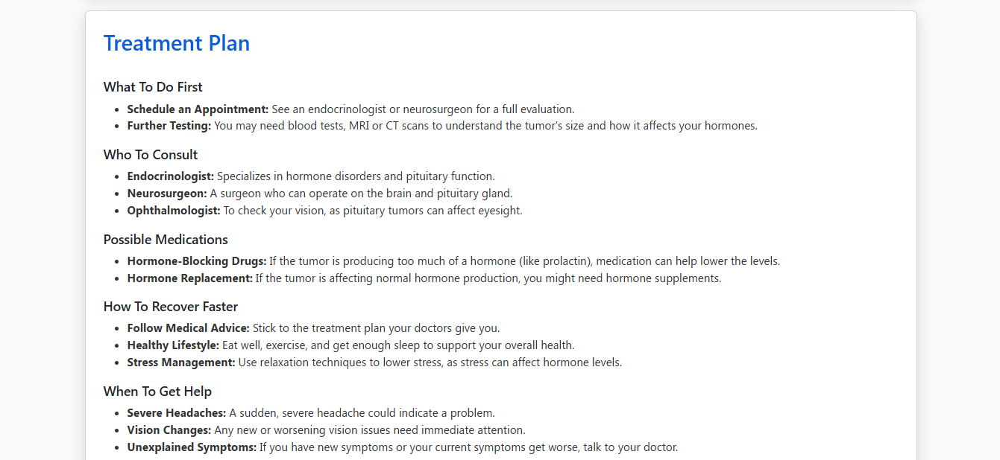 Treatment Plan
What To Do First
• Schedule an Appointment: See an endocrinologist or neurosurgeon for a full evaluation.
• Further Testing: You may need blood tests, MRI or CT scans to understand the tumor's size and how it affects your hormones.
Who To Consult
• Endocrinologist: Specializes in hormone disorders and pituitary function.
• Neurosurgeon: A surgeon who can operate on the brain and pituitary gland.
• Ophthalmologist: To check your vision, as pituitary tumors can affect eyesight.
Possible Medications
• Hormone-Blocking Drugs: If the tumor is producing too much of a hormone (like prolactin), medication can help lower the levels.
• Hormone Replacement: If the tumor is affecting normal hormone production, you might need hormone supplements.
How To Recover Faster
• Follow Medical Advice: Stick to the treatment plan your doctors give you.
• Healthy Lifestyle: Eat well, exercise, and get enough sleep to support your overall health.
• Stress Management: Use relaxation techniques to lower stress, as stress can affect hormone levels.
When To Get Help
• Severe Headaches: A sudden, severe headache could indicate a problem.
• Vision Changes: Any new or worsening vision issues need immediate attention.
• Unexplained Symptoms: If you have new symptoms or your current symptoms get worse, talk to your doctor.